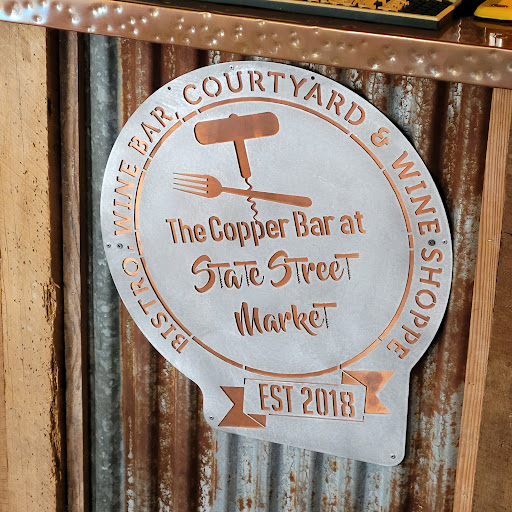 BISTRO. WINE BAR, COURTYARD & WINE SHOPPE
The Copper Bar at
State Street
Market
EST 2018